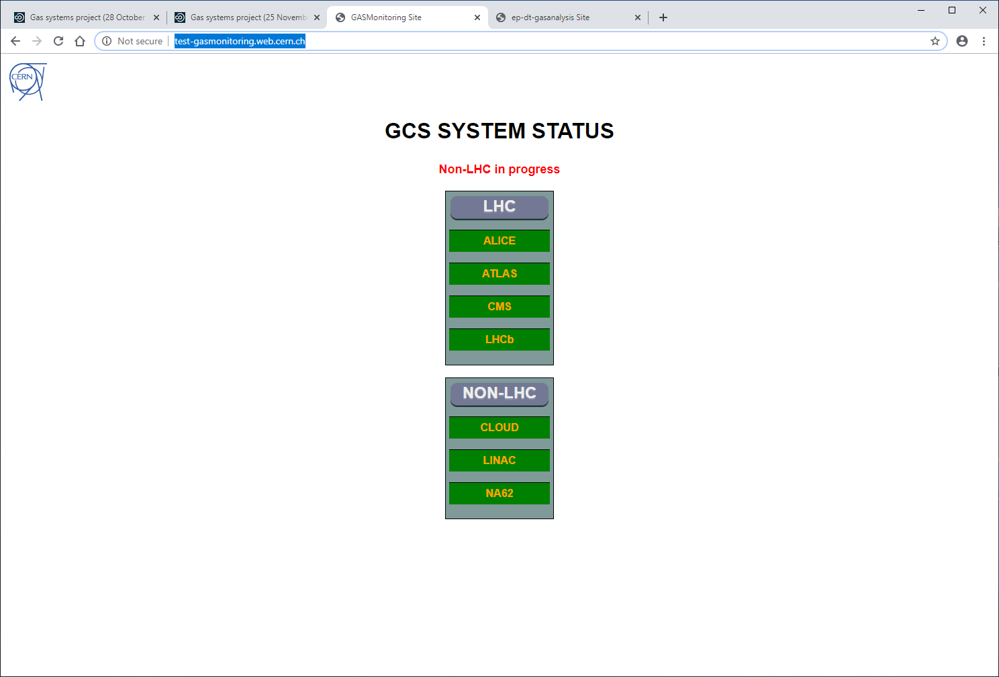 Gas systems project (28 October
Gas systems project (25 Novemb
GASMonitoring Site
ep-dt-gasanalysis Site
Not secure
test-gasmonitoring.web.cern.ch
CERN
GCS SYSTEM STATUS
Non-LHC in progress
LHC
ALICE
ATLAS
CMS
LHCb
NON-LHC
CLOUD
LINAC
NA62